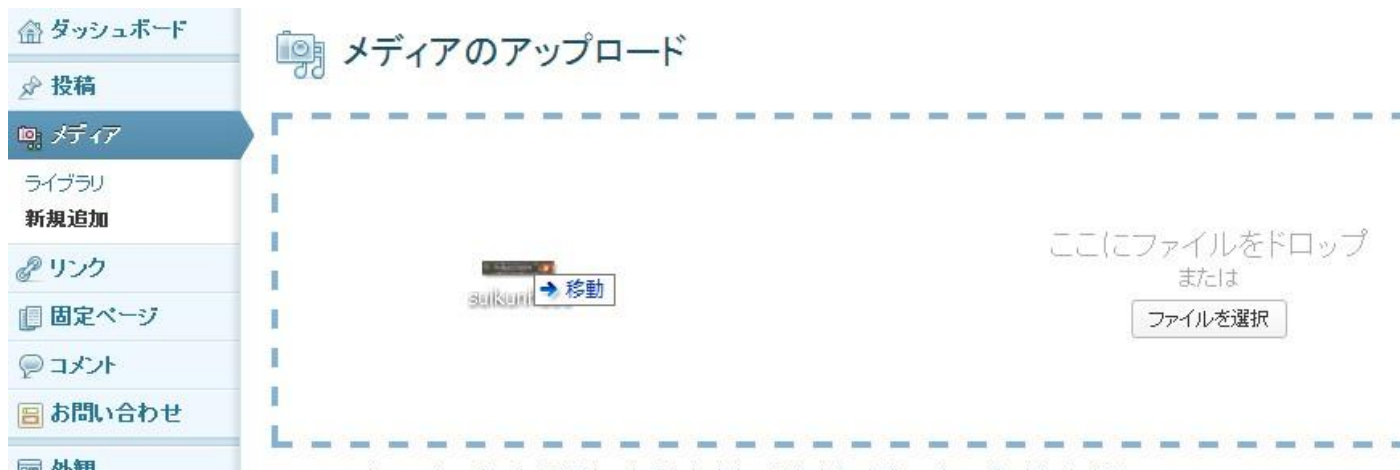 ダッシュボード
投稿
メディア
ライブラリ
新規追加
リンク
固定ページ
コメント
お問い合わせ
外観
メディアのアップロード
移動
ここにファイルをドロップ
または
ファイルを選択